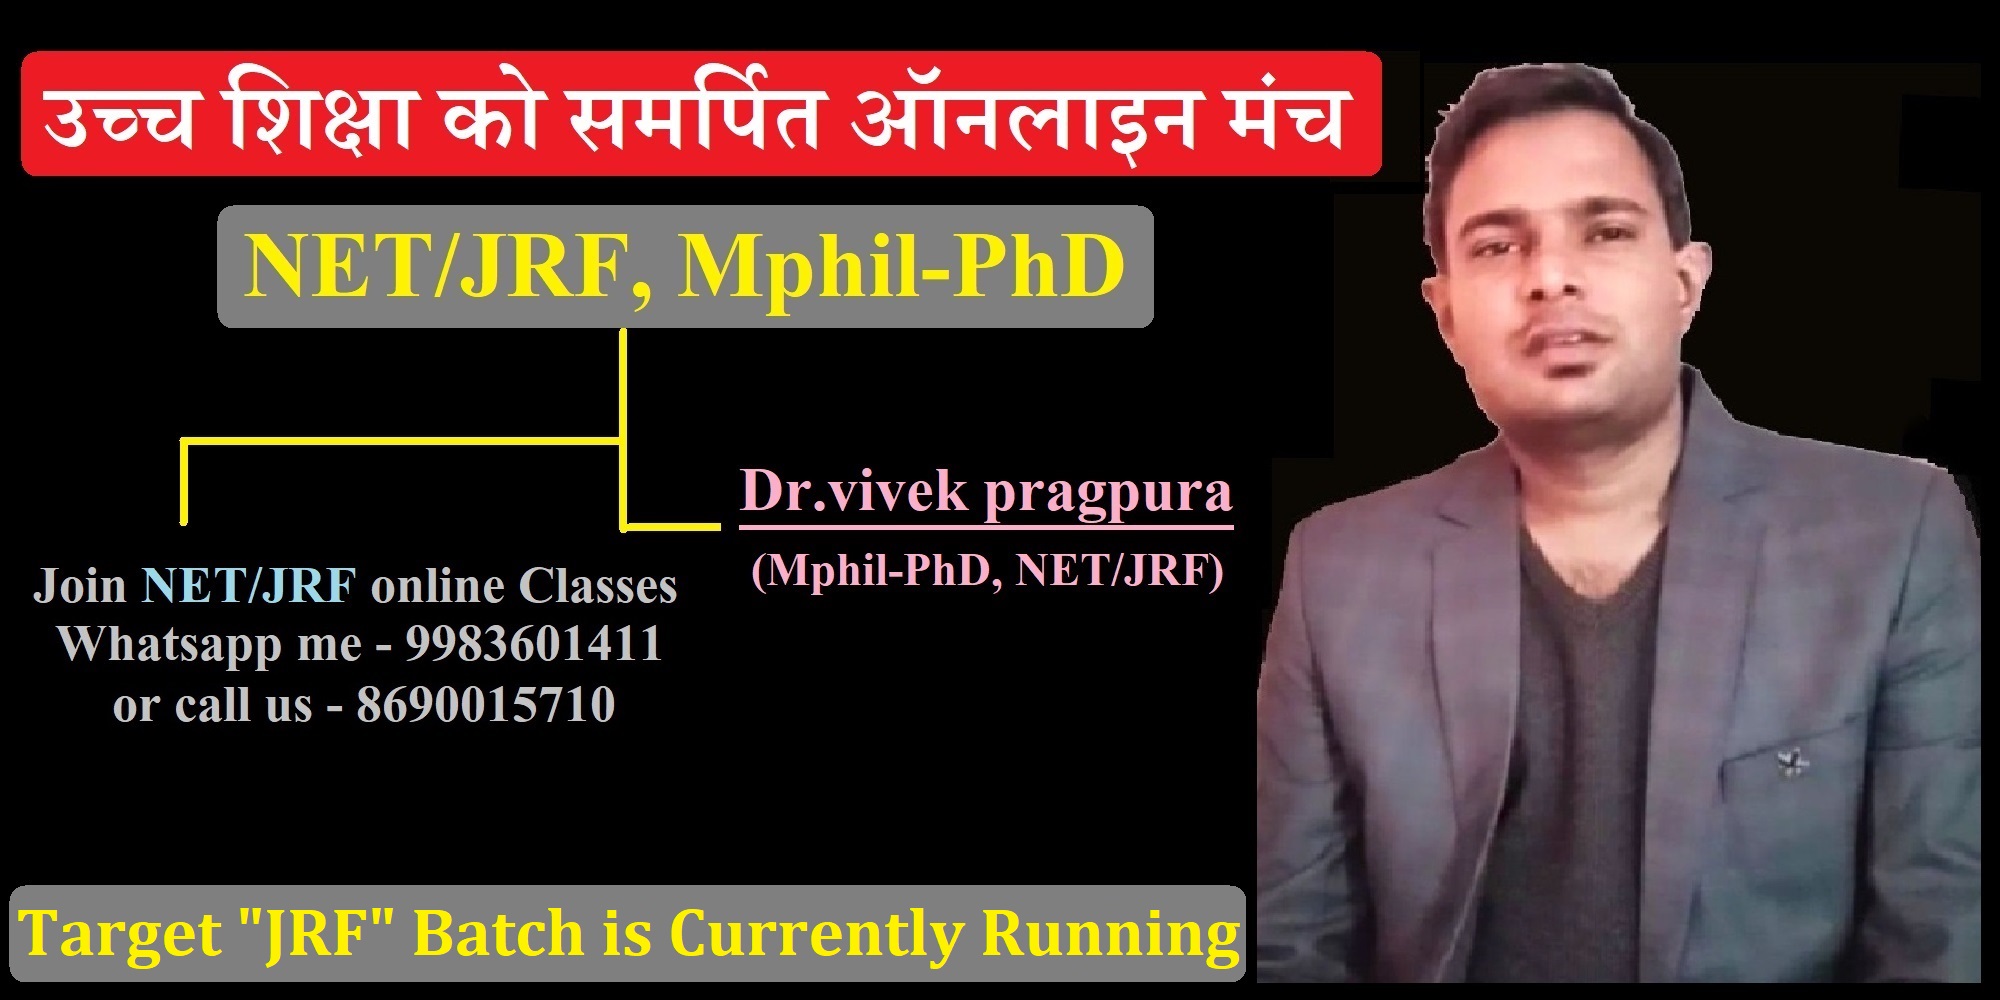 उच्च शिक्षा को समर्पित ऑनलाइन मंच
NET/JRF, Mphil-PhD
Dr.vivek pragpura
(Mphil-PhD, NET/JRF)
Join NET/JRF online Classes
Whatsapp me - 9983601411
or call us - 8690015710
Target "JRF" Batch is Currently Running